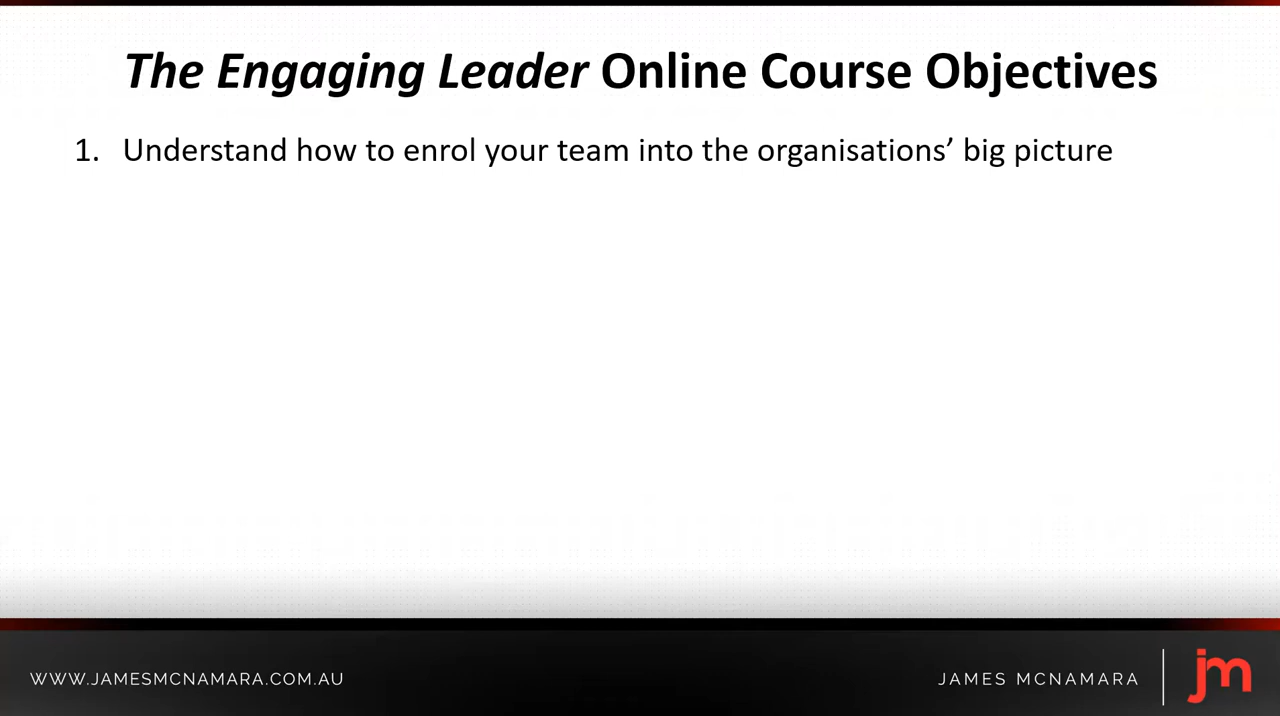 The Engaging Leader Online Course Objectives
1. Understand how to enrol your team into the organisations’ big picture
WWW.JAMESMCNAMARA.COM.AU
JAMES MCNAMARA
jm